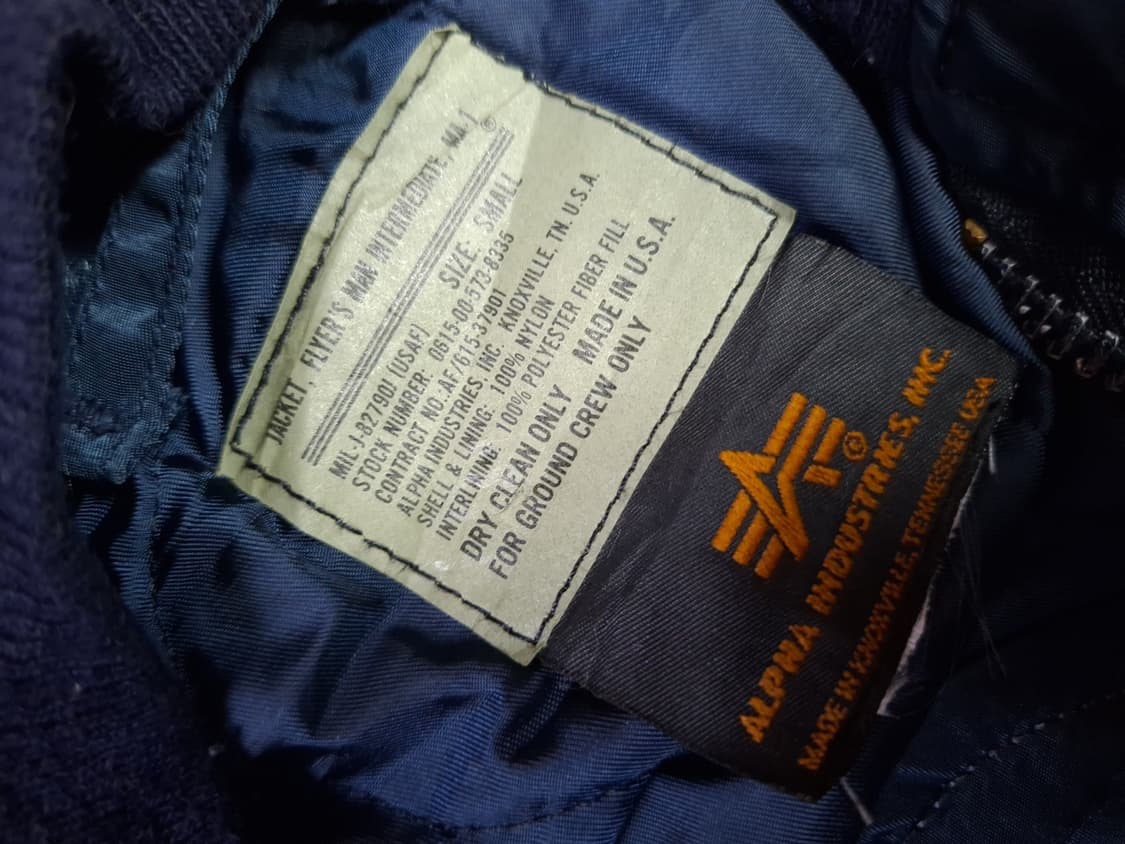 JACKET, FLYER'S MAN INTERMEDIATE, MA-1
®
SIZE: SMALL
MIL-J-82790J (USAF)
STOCK NUMBER: 0615-00-573-8335
CONTRACT NO. AF/615-37901
ALPHA INDUSTRIES, INC. KNOXVILLE, TN. U.S.A.
SHELL & LINING: 100% NYLON
INTERLINING: 100% POLYESTER FIBER FILL
DRY CLEAN ONLY MADE IN U.S.A.
FOR GROUND CREW ONLY
®
ALPHA INDUSTRIES, INC.
MADE IN KNOXVILLE, TENNESSEE USA